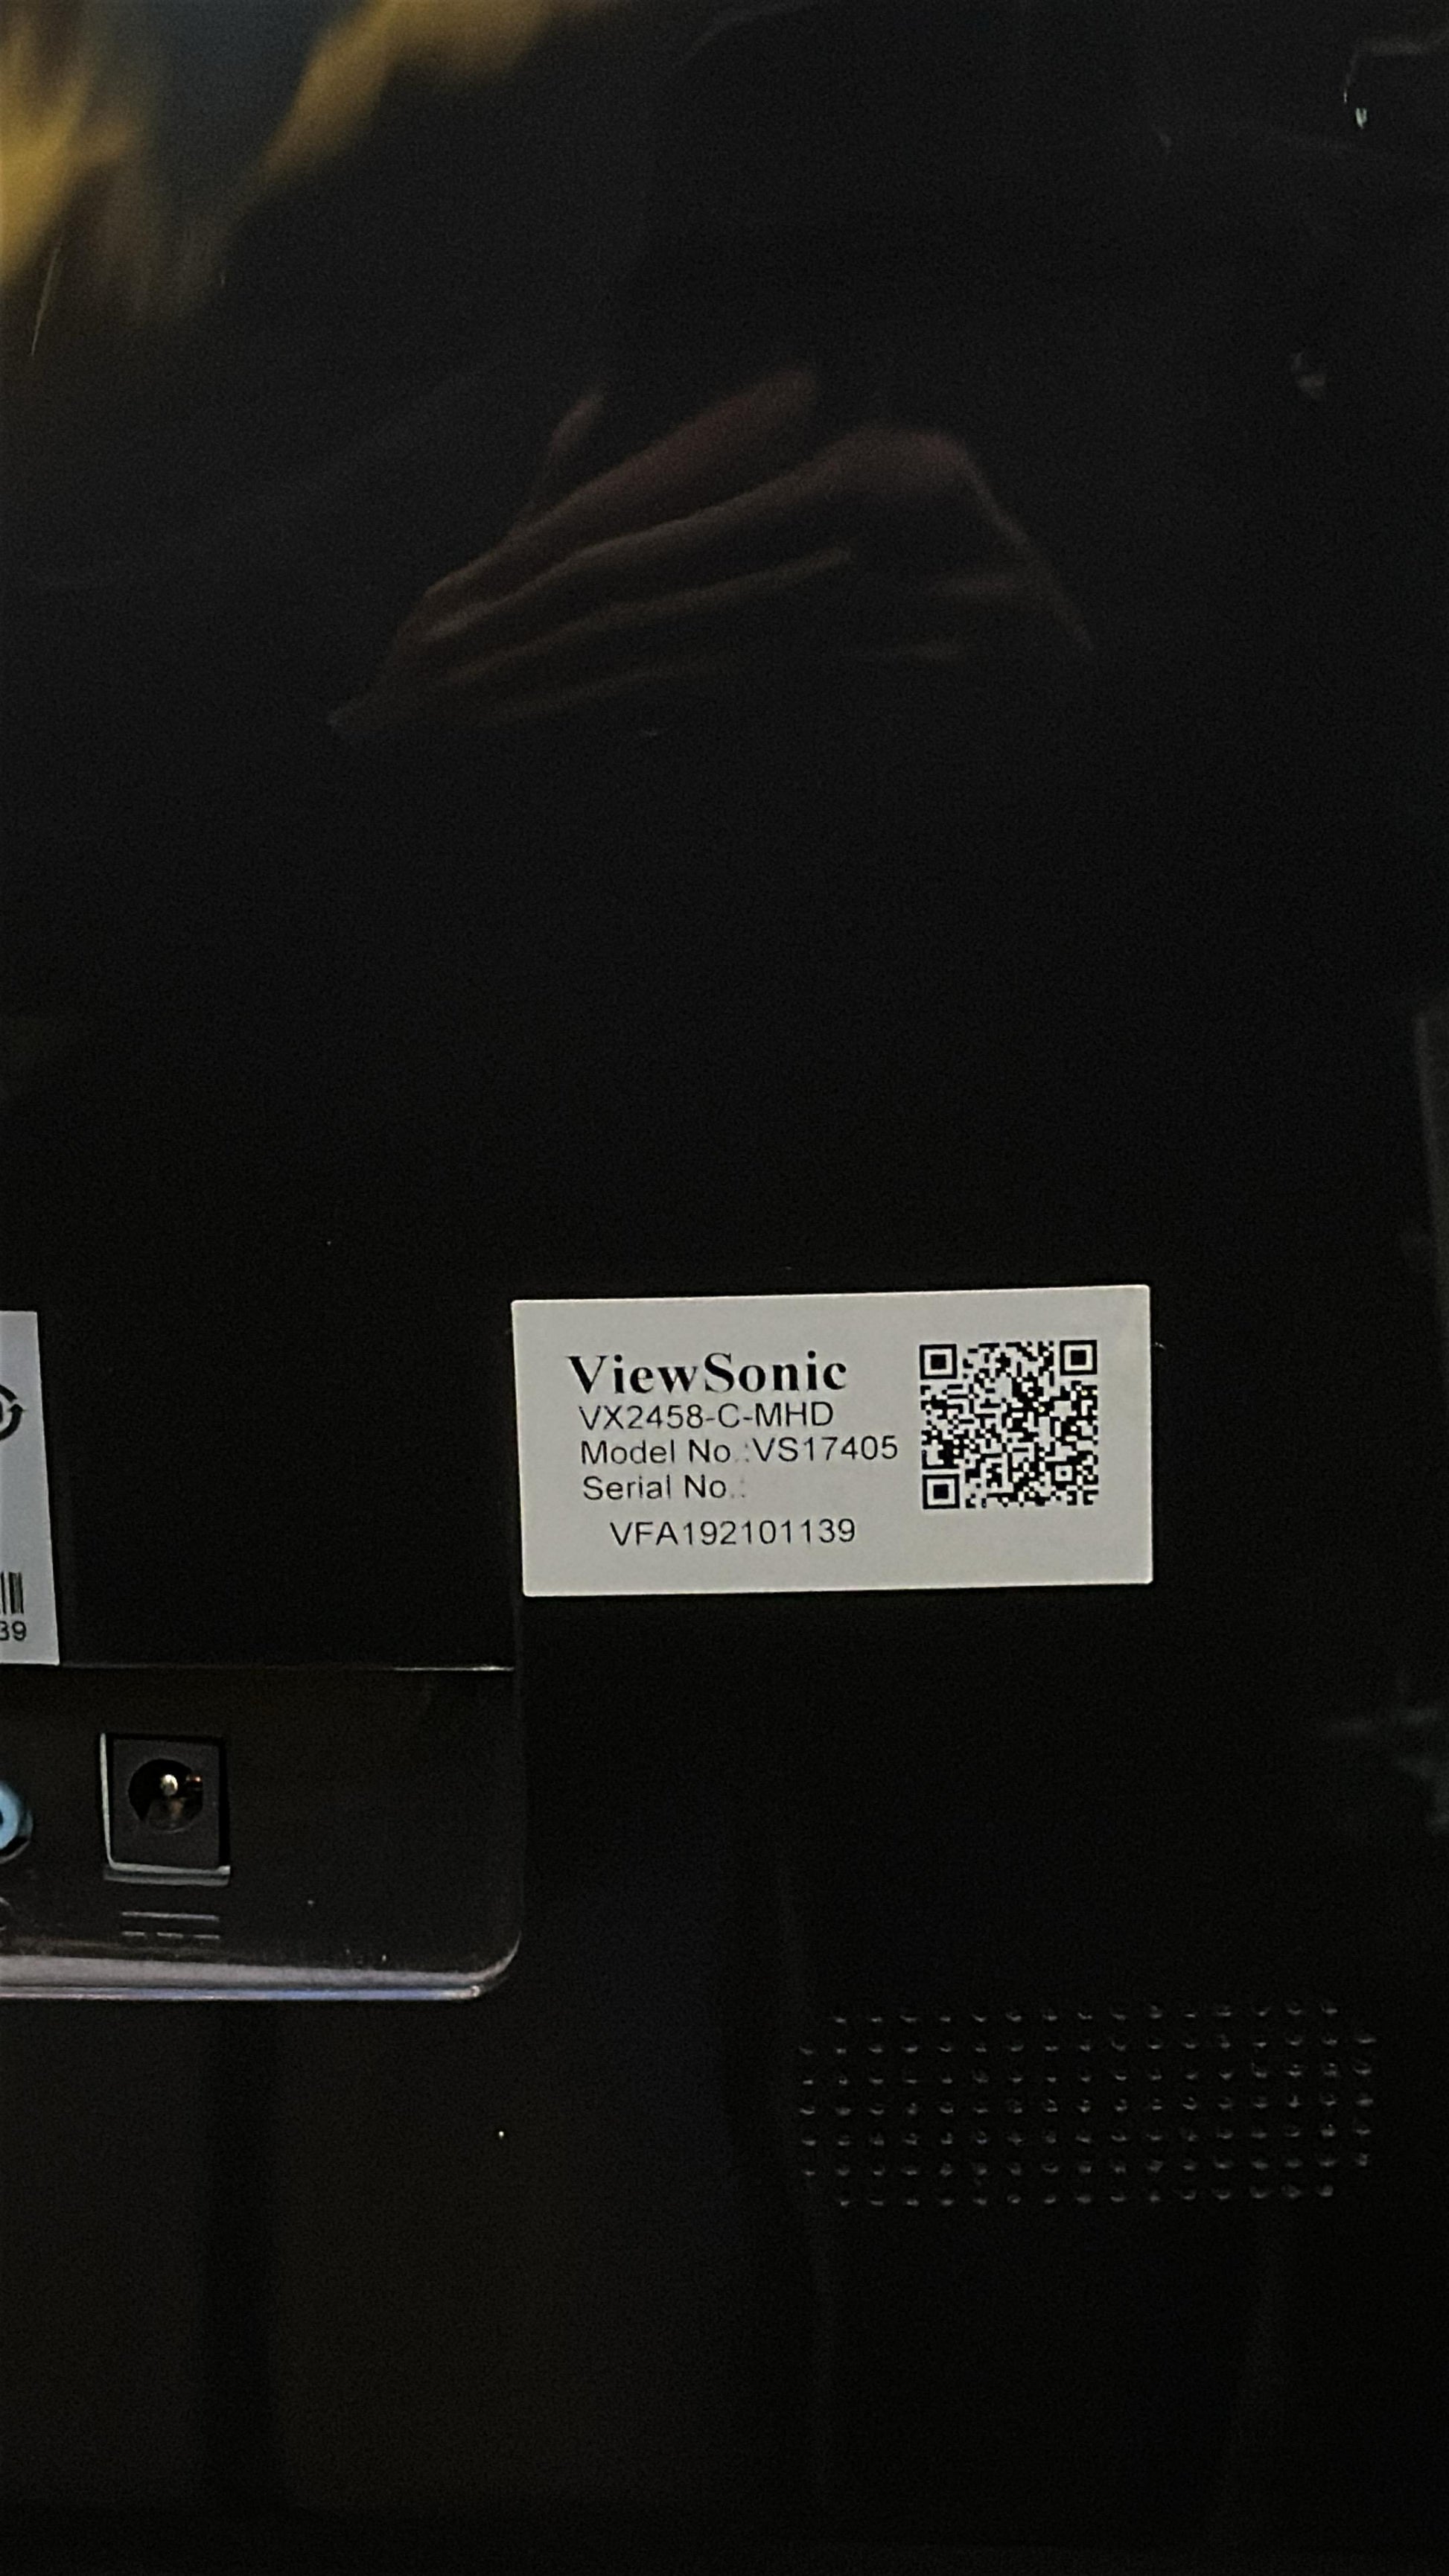 ViewSonic
VX2458-C-MHD
Model No.:VS17405
Serial No.:
VFA192101139
39